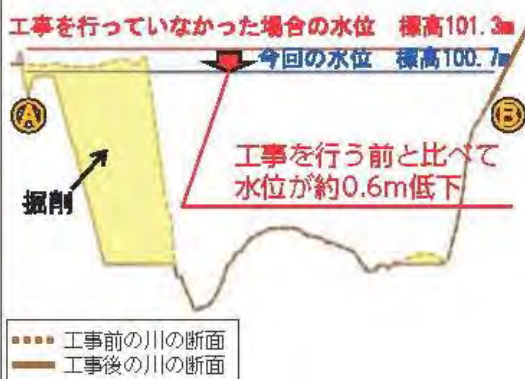 工事を行っていなかった場合の水位 標高101.3m
今回の水位 標高100.7m
A
B
工事を行う前と比べて
水位が約0.6m低下
掘削
工事前の川の断面
工事後の川の断面